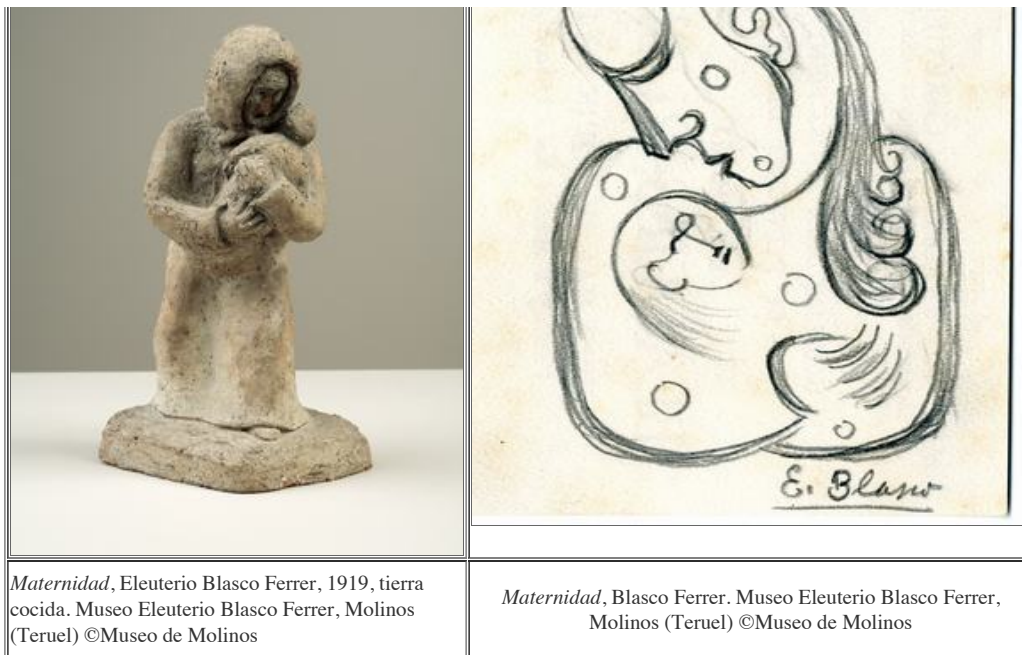 E. Blasco
Maternidad, Eleuterio Blasco Ferrer, 1919, tierra
cocida. Museo Eleuterio Blasco Ferrer, Molinos
(Teruel) ©Museo de Molinos
Maternidad, Blasco Ferrer. Museo Eleuterio Blasco Ferrer,
Molinos (Teruel) ©Museo de Molinos